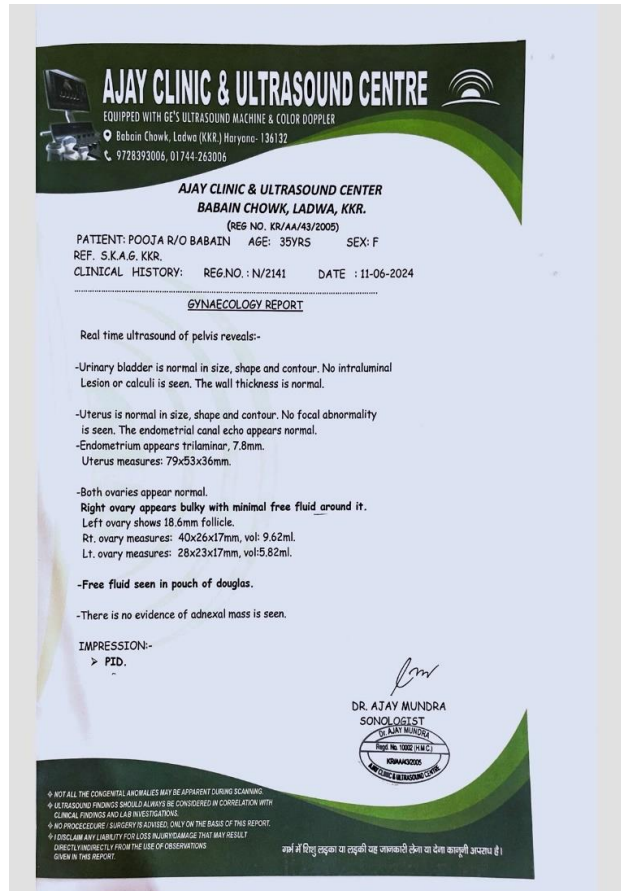 AJAY CLINIC & ULTRASOUND CENTRE
EQUIPPED WITH GE'S ULTRASOUND MACHINE & COLOR DOPPLER
Babain Chowk, Ladwa (KKR.) Haryana- 136132
9728393006, 01744-263006
AJAY CLINIC & ULTRASOUND CENTER
BABAIN CHOWK, LADWA, KKR.
(REG NO. KR/AA/43/2005)
PATIENT: POOJA R/O BABAIN AGE: 35YRS SEX: F
REF. S.K.A.G. KKR.
CLINICAL HISTORY: REG.NO. : N/2141 DATE : 11-06-2024
GYNAECOLOGY REPORT
Real time ultrasound of pelvis reveals:-
-Urinary bladder is normal in size, shape and contour. No intraluminal
Lesion or calculi is seen. The wall thickness is normal.
-Uterus is normal in size, shape and contour. No focal abnormality
is seen. The endometrial canal echo appears normal.
-Endometrium appears trilaminar, 7.8mm.
Uterus measures: 79x53x36mm.
-Both ovaries appear normal.
Right ovary appears bulky with minimal free fluid around it.
Left ovary shows 18.6mm follicle.
Rt. ovary measures: 40x26x17mm, vol: 9.62ml.
Lt. ovary measures: 28x23x17mm, vol:5.82ml.
-Free fluid seen in pouch of douglas.
-There is no evidence of adnexal mass is seen.
IMPRESSION:-
➢ PID.
DR. AJAY MUNDRA
SONOLOGIST
Dr. AJAY MUNDRA
Regd. No. 10002 (H.M.C.)
KR/AA/43/2005
AJAY CLINIC & ULTRASOUND CENTRE
❖ NOT ALL THE CONGENITAL ANOMALIES MAY BE APPARENT DURING SCANNING.
❖ ULTRASOUND FINDINGS SHOULD ALWAYS BE CONSIDERED IN CORRELATION WITH
CLINICAL FINDINGS AND LAB INVESTIGATIONS.
❖ NO PROCECEDURE / SURGERY IS ADVISED, ONLY ON THE BASIS OF THIS REPORT.
❖ I DISCLAIM ANY LIABILITY FOR LOSS INJURY/DAMAGE THAT MAY RESULT
DIRECTLY/INDIRECTLY FROM THE USE OF OBSERVATIONS
GIVEN IN THIS REPORT.
गर्भ में शिशु लड़का या लड़की यह जानकारी लेना या देना कानूनी अपराध है।